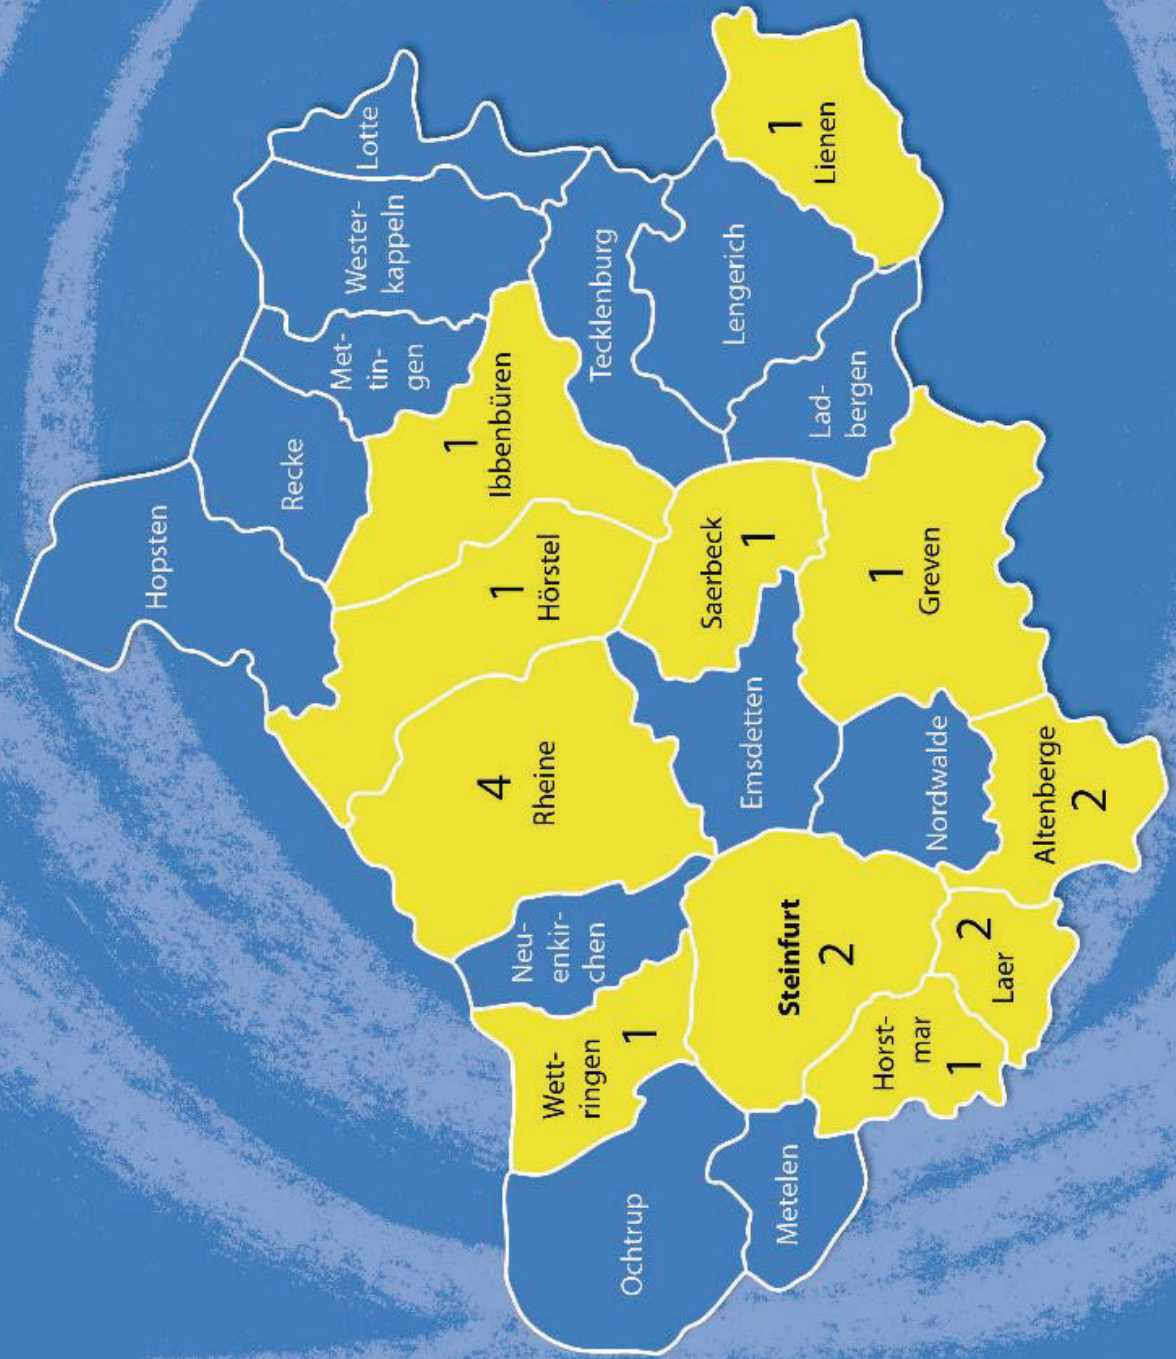 Hopsten
Recke
Lotte
Wester-
kappeln
Met-
tin-
gen
1
Ibbenbüren
1
Hörstel
4
Rheine
Neu-
enkir-
chen
Wett-
ringen
1
Tecklenburg
Ochtrup
Saerbeck
1
Lengerich
Emsdetten
Steinfurt
2
Metelen
1
Lienen
Lad-
bergen
1
Greven
Horst-
mar
1
Nordwalde
2
Laer
Altenberge
2